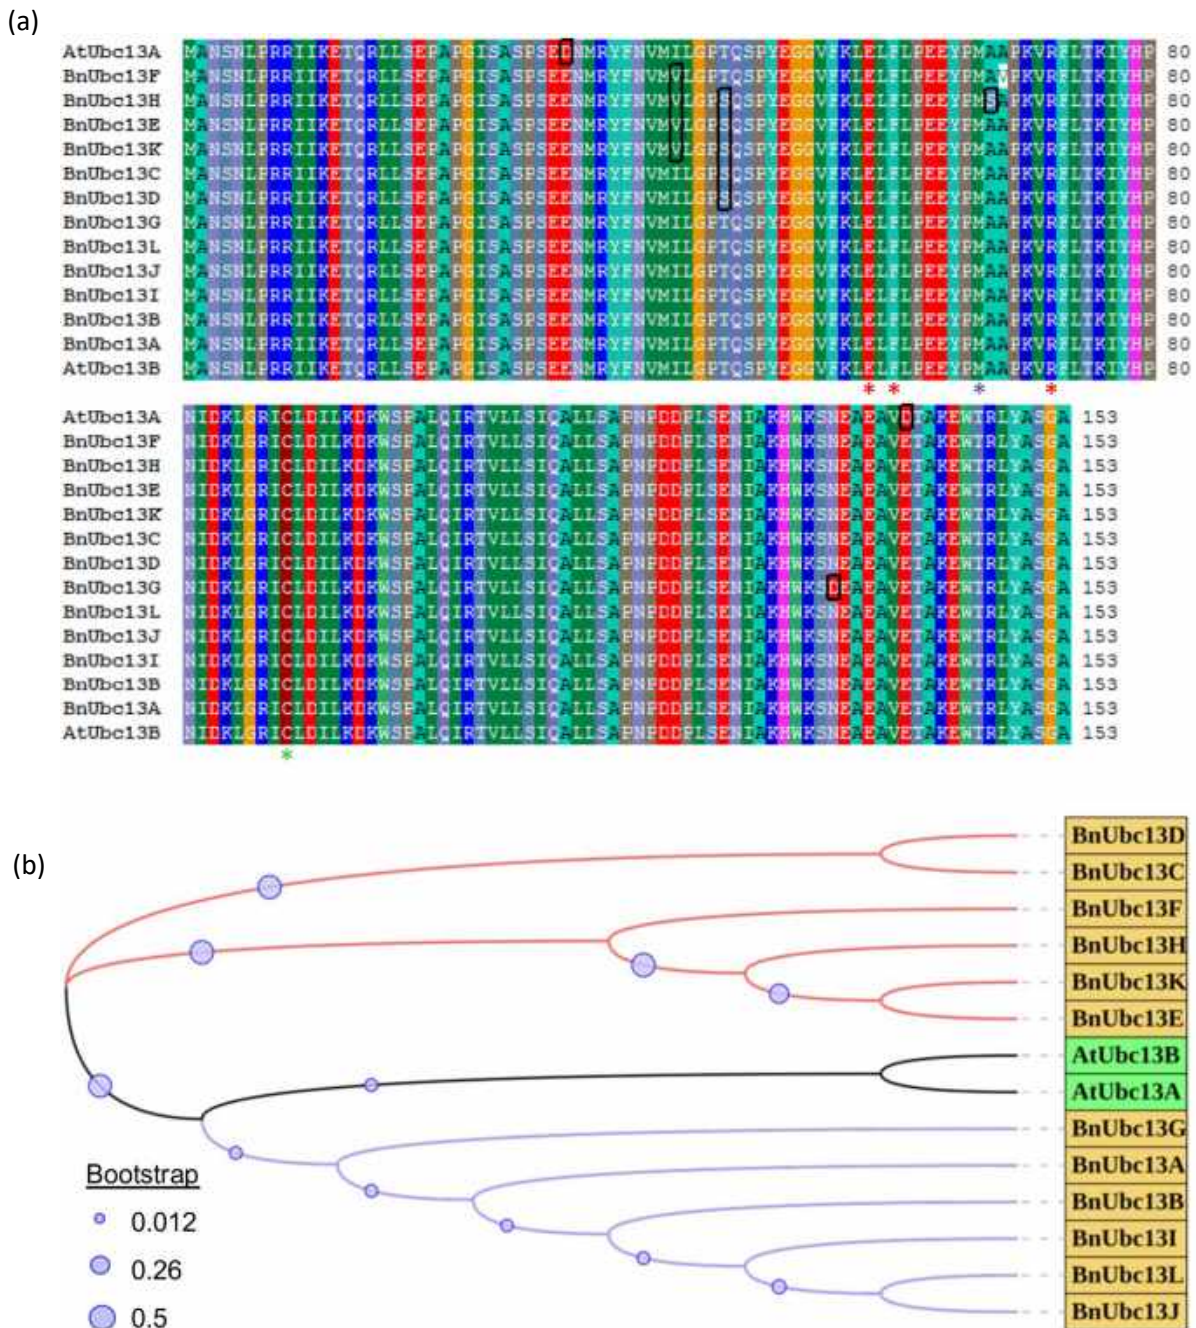 (a)
AtUbc13A MANSNLPRRIIKETQRLLSEPAPGISASPSEDNMRYFNVMILGPTQSPYEGGVFKLELFLPEEYPMAAPKVRFLTKIYHP 80
BnUbc13F MANSNLPRRIIKETQRLLSEPAPGISASPSEENMRYFNVMVLGPTQSPYEGGVFKLELFLPEEYPMAVPKVRFLTKIYHP 80
BnUbc13H MANSNLPRRIIKETQRLLSEPAPGISASPSEENMRYFNVMVLGPSQSPYEGGVFKLELFLPEEYPMSAPKVRFLTKIYHP 80
BnUbc13E MANSNLPRRIIKETQRLLSEPAPGISASPSEENMRYFNVMVLGPSQSPYEGGVFKLELFLPEEYPMAAPKVRFLTKIYHP 80
BnUbc13K MANSNLPRRIIKETQRLLSEPAPGISASPSEENMRYFNVMVLGPSQSPYEGGVFKLELFLPEEYPMAAPKVRFLTKIYHP 80
BnUbc13C MANSNLPRRIIKETQRLLSEPAPGISASPSEENMRYFNVMILGPSQSPYEGGVFKLELFLPEEYPMAAPKVRFLTKIYHP 80
BnUbc13D MANSNLPRRIIKETQRLLSEPAPGISASPSEENMRYFNVMILGPSQSPYEGGVFKLELFLPEEYPMAAPKVRFLTKIYHP 80
BnUbc13G MANSNLPRRIIKETQRLLSEPAPGISASPSEENMRYFNVMILGPTQSPYEGGVFKLELFLPEEYPMAAPKVRFLTKIYHP 80
BnUbc13L MANSNLPRRIIKETQRLLSEPAPGISASPSEENMRYFNVMILGPTQSPYEGGVFKLELFLPEEYPMAAPKVRFLTKIYHP 80
BnUbc13J MANSNLPRRIIKETQRLLSEPAPGISASPSEENMRYFNVMILGPTQSPYEGGVFKLELFLPEEYPMAAPKVRFLTKIYHP 80
BnUbc13I MANSNLPRRIIKETQRLLSEPAPGISASPSEENMRYFNVMILGPTQSPYEGGVFKLELFLPEEYPMAAPKVRFLTKIYHP 80
BnUbc13B MANSNLPRRIIKETQRLLSEPAPGISASPSEENMRYFNVMILGPTQSPYEGGVFKLELFLPEEYPMAAPKVRFLTKIYHP 80
BnUbc13A MANSNLPRRIIKETQRLLSEPAPGISASPSEENMRYFNVMILGPTQSPYEGGVFKLELFLPEEYPMAAPKVRFLTKIYHP 80
AtUbc13B MANSNLPRRIIKETQRLLSEPAPGISASPSEENMRYFNVMILGPTQSPYEGGVFKLELFLPEEYPMAAPKVRFLTKIYHP 80
* * * *
AtUbc13A NIDKLGRICLDILKDKWSPALQIRTVLLSIQALLSAPNPDDPLSENIAKHWKSNEAEAVDTAKEWTRLYASGA 153
BnUbc13F NIDKLGRICLDILKDKWSPALQIRTVLLSIQALLSAPNPDDPLSENIAKHWKSNEAEAVETAKEWTRLYASGA 153
BnUbc13H NIDKLGRICLDILKDKWSPALQIRTVLLSIQALLSAPNPDDPLSENIAKHWKSNEAEAVETAKEWTRLYASGA 153
BnUbc13E NIDKLGRICLDILKDKWSPALQIRTVLLSIQALLSAPNPDDPLSENIAKHWKSNEAEAVETAKEWTRLYASGA 153
BnUbc13K NIDKLGRICLDILKDKWSPALQIRTVLLSIQALLSAPNPDDPLSENIAKHWKSNEAEAVETAKEWTRLYASGA 153
BnUbc13C NIDKLGRICLDILKDKWSPALQIRTVLLSIQALLSAPNPDDPLSENIAKHWKSNEAEAVETAKEWTRLYASGA 153
BnUbc13D NIDKLGRICLDILKDKWSPALQIRTVLLSIQALLSAPNPDDPLSENIAKHWKSNEAEAVETAKEWTRLYASGA 153
BnUbc13G NIDKLGRICLDILKDKWSPALQIRTVLLSIQALLSAPNPDDPLSENIAKHWKSDEAEAVETAKEWTRLYASGA 153
BnUbc13L NIDKLGRICLDILKDKWSPALQIRTVLLSIQALLSAPNPDDPLSENIAKHWKSNEAEAVETAKEWTRLYASGA 153
BnUbc13J NIDKLGRICLDILKDKWSPALQIRTVLLSIQALLSAPNPDDPLSENIAKHWKSNEAEAVETAKEWTRLYASGA 153
BnUbc13I NIDKLGRICLDILKDKWSPALQIRTVLLSIQALLSAPNPDDPLSENIAKHWKSNEAEAVETAKEWTRLYASGA 153
BnUbc13B NIDKLGRICLDILKDKWSPALQIRTVLLSIQALLSAPNPDDPLSENIAKHWKSNEAEAVETAKEWTRLYASGA 153
BnUbc13A NIDKLGRICLDILKDKWSPALQIRTVLLSIQALLSAPNPDDPLSENIAKHWKSNEAEAVETAKEWTRLYASGA 153
AtUbc13B NIDKLGRICLDILKDKWSPALQIRTVLLSIQALLSAPNPDDPLSENIAKHWKSNEAEAVETAKEWTRLYASGA 153
*
(b)
BnUbc13D
BnUbc13C
BnUbc13F
BnUbc13H
BnUbc13K
BnUbc13E
AtUbc13B
AtUbc13A
BnUbc13G
BnUbc13A
BnUbc13B
BnUbc13I
BnUbc13L
BnUbc13J
Bootstrap
0.012
0.26
0.5